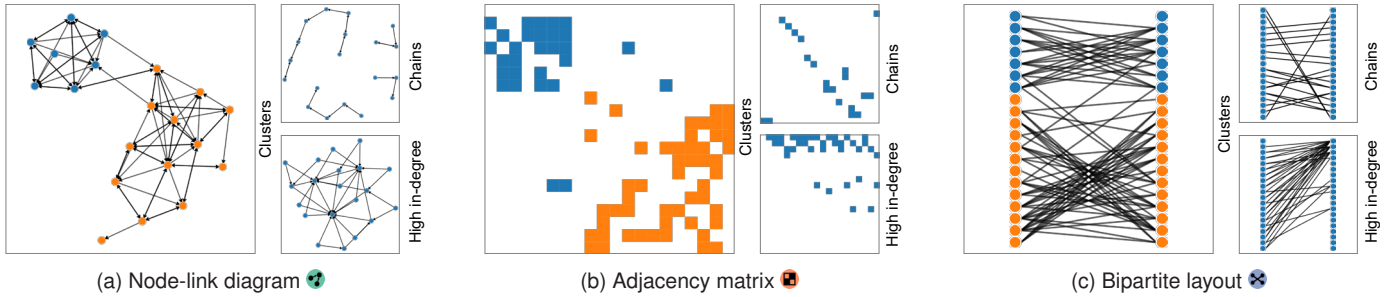 Chains
Clusters
High in-degree
(a) Node-link diagram
Chains
Clusters
High in-degree
(b) Adjacency matrix
Chains
Clusters
High in-degree
(c) Bipartite layout